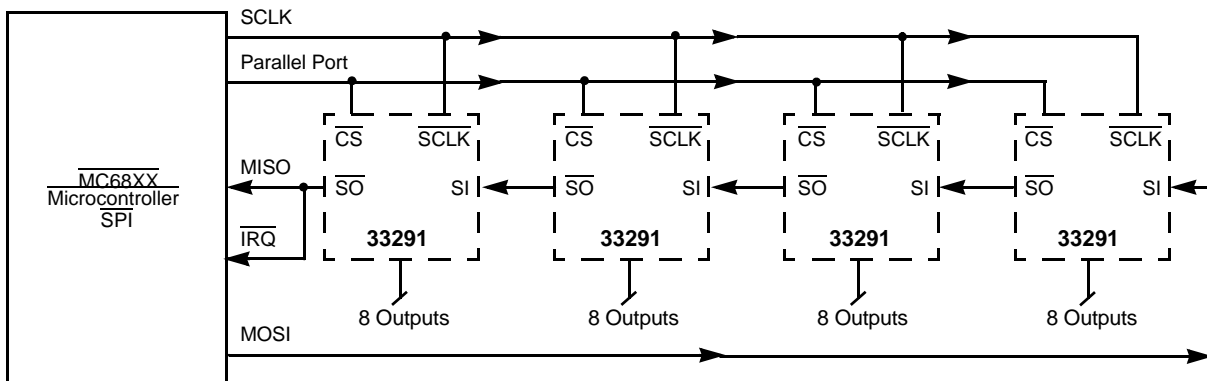 SCLK
Parallel Port
CS SCLK
CS SCLK
CS SCLK
CS SCLK
MISO
SO SI
SO SI
SO SI
SO SI
MC68XX
Microcontroller
SPI
IRQ
33291
33291
33291
33291
8 Outputs
8 Outputs
8 Outputs
8 Outputs
MOSI